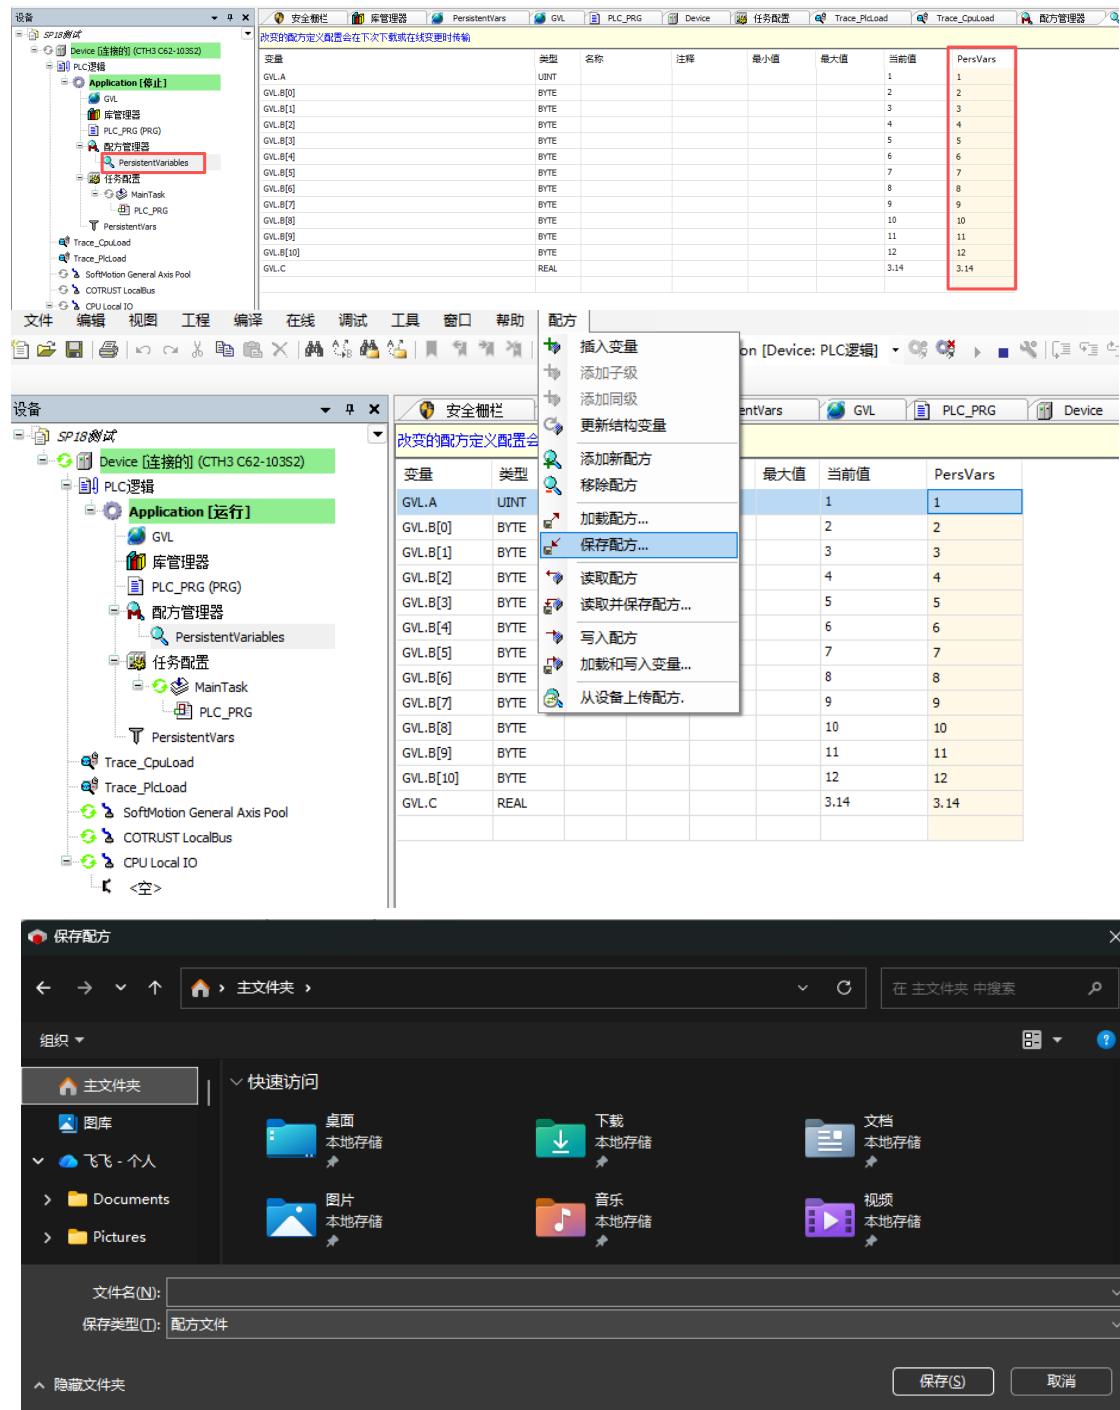 设备
安全栅栏 库管理器 PersistentVars GVL PLC_PRG Device 任务配置 Trace_PlcLoad Trace_CpuLoad 配方管理器
SP18测试
Device [连接的] (CTH3 C62-103S2)
PLC逻辑
Application [停止]
GVL
库管理器
PLC_PRG (PRG)
配方管理器
PersistentVariables
任务配置
MainTask
PLC_PRG
PersistentVars
Trace_CpuLoad
Trace_PlcLoad
SoftMotion General Axis Pool
COTRUST LocalBus
CPU Local IO
改变的配方定义配置会在下次下载或在线变更时传输
变量 类型 名称 注释 最小值 最大值 当前值 PersVars
GVL.A UINT 1 1
GVL.B[0] BYTE 2 2
GVL.B[1] BYTE 3 3
GVL.B[2] BYTE 4 4
GVL.B[3] BYTE 5 5
GVL.B[4] BYTE 6 6
GVL.B[5] BYTE 7 7
GVL.B[6] BYTE 8 8
GVL.B[7] BYTE 9 9
GVL.B[8] BYTE 10 10
GVL.B[9] BYTE 11 11
GVL.B[10] BYTE 12 12
GVL.C REAL 3.14 3.14
文件 编辑 视图 工程 编译 在线 调试 工具 窗口 帮助 配方
on [Device: PLC逻辑]
插入变量
添加子级
添加同级
更新结构变量
添加新配方
移除配方
加载配方...
保存配方...
读取配方
读取并保存配方...
写入配方
加载和写入变量...
从设备上传配方.
设备
安全栅栏 entVars GVL PLC_PRG Device
SP18测试
Device [连接的] (CTH3 C62-103S2)
PLC逻辑
Application [运行]
GVL
库管理器
PLC_PRG (PRG)
配方管理器
PersistentVariables
任务配置
MainTask
PLC_PRG
PersistentVars
Trace_CpuLoad
Trace_PlcLoad
SoftMotion General Axis Pool
COTRUST LocalBus
CPU Local IO
<空>
改变的配方定义配置会
变量 类型 最大值 当前值 PersVars
GVL.A UINT 1 1
GVL.B[0] BYTE 2 2
GVL.B[1] BYTE 3 3
GVL.B[2] BYTE 4 4
GVL.B[3] BYTE 5 5
GVL.B[4] BYTE 6 6
GVL.B[5] BYTE 7 7
GVL.B[6] BYTE 8 8
GVL.B[7] BYTE 9 9
GVL.B[8] BYTE 10 10
GVL.B[9] BYTE 11 11
GVL.B[10] BYTE 12 12
GVL.C REAL 3.14 3.14
保存配方
主文件夹
在 主文件夹 中搜索
组织
主文件夹
图库
飞飞 - 个人
Documents
Pictures
快速访问
桌面
本地存储
下载
本地存储
文档
本地存储
图片
本地存储
音乐
本地存储
视频
本地存储
文件名(N):
保存类型(T): 配方文件
隐藏文件夹
保存(S) 取消